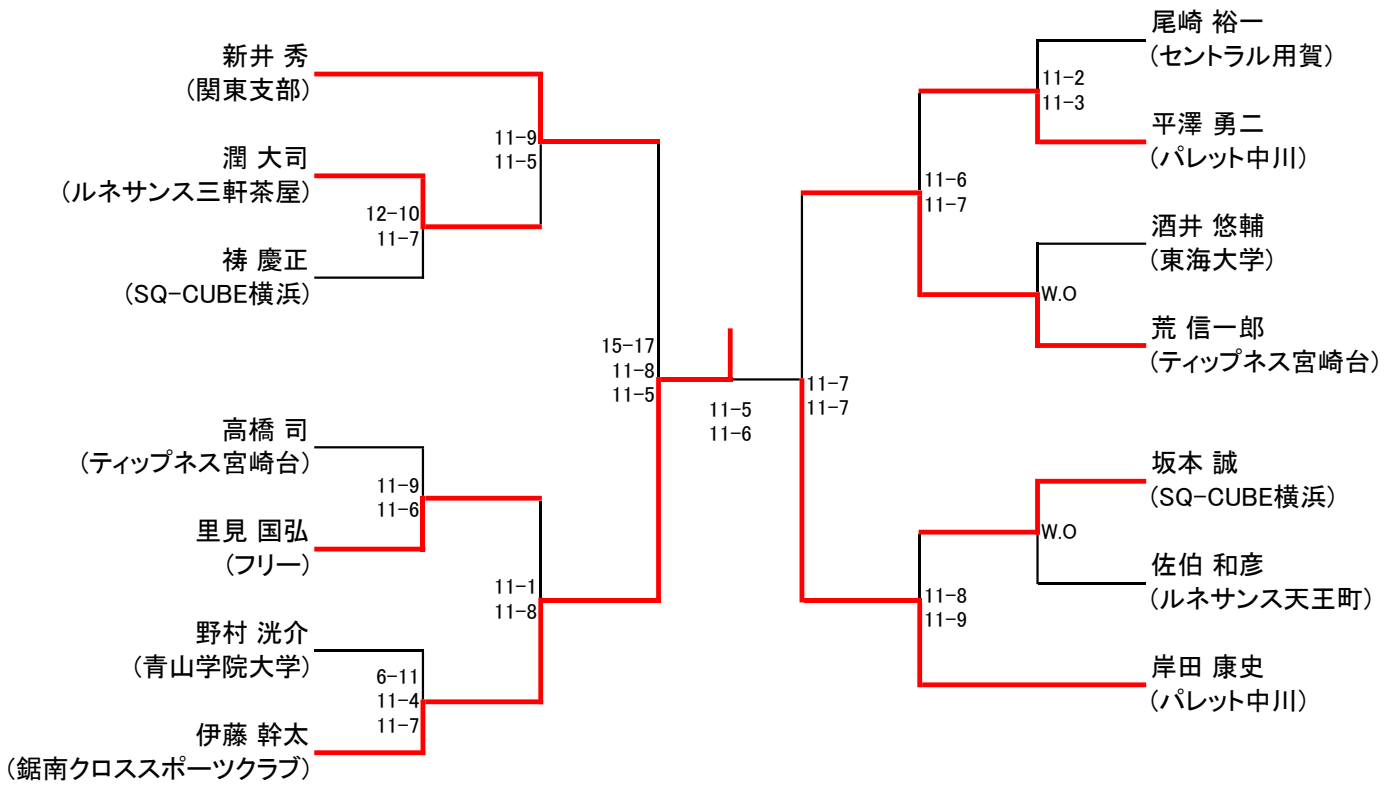 新井 秀
(関東支部)
潤 大司
(ルネサンス三軒茶屋)
祷 慶正
(SQ-CUBE横浜)
高橋 司
(ティップネス宮崎台)
里見 国弘
(フリー)
野村 洸介
(青山学院大学)
伊藤 幹太
(鋸南クロススポーツクラブ)
11-9
11-5
12-10
11-7
11-9
11-6
11-1
11-8
6-11
11-4
11-7
15-17
11-8
11-5
11-5
11-6
11-7
11-7
11-2
11-3
11-6
11-7
W.O
W.O
11-8
11-9
尾崎 裕一
(セントラル用賀)
平澤 勇二
(パレット中川)
酒井 悠輔
(東海大学)
荒 信一郎
(ティップネス宮崎台)
坂本 誠
(SQ-CUBE横浜)
佐伯 和彦
(ルネサンス天王町)
岸田 康史
(パレット中川)